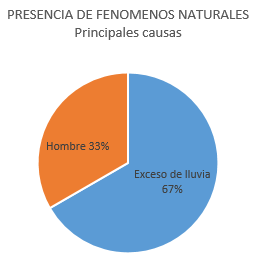 PRESENCIA DE FENOMENOS NATURALES
Principales causas
Hombre 33%
Exceso de lluvia
67%